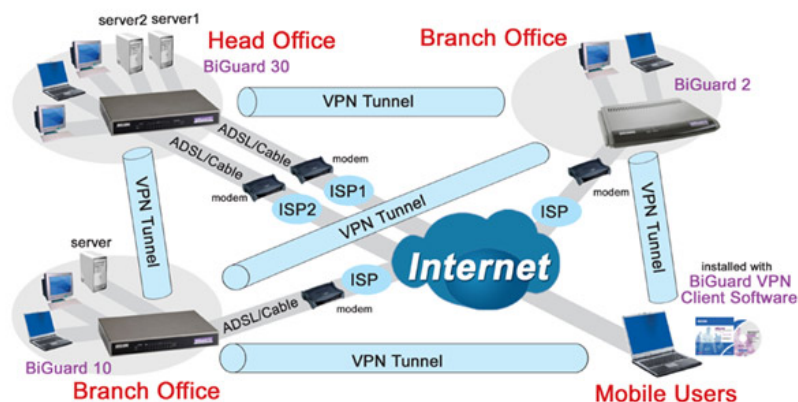 server2 server1
Head Office
BiGuard 30
Branch Office
BiGuard 2
VPN Tunnel
ADSL/Cable
modem
ISP1
ADSL/Cable
modem
ISP2
VPN Tunnel
VPN Tunnel
modem
ISP
VPN Tunnel
Internet
server
BiGuard 10
Branch Office
ADSL/Cable
modem
ISP
VPN Tunnel
installed with
BiGuard VPN
Client Software
Mobile Users